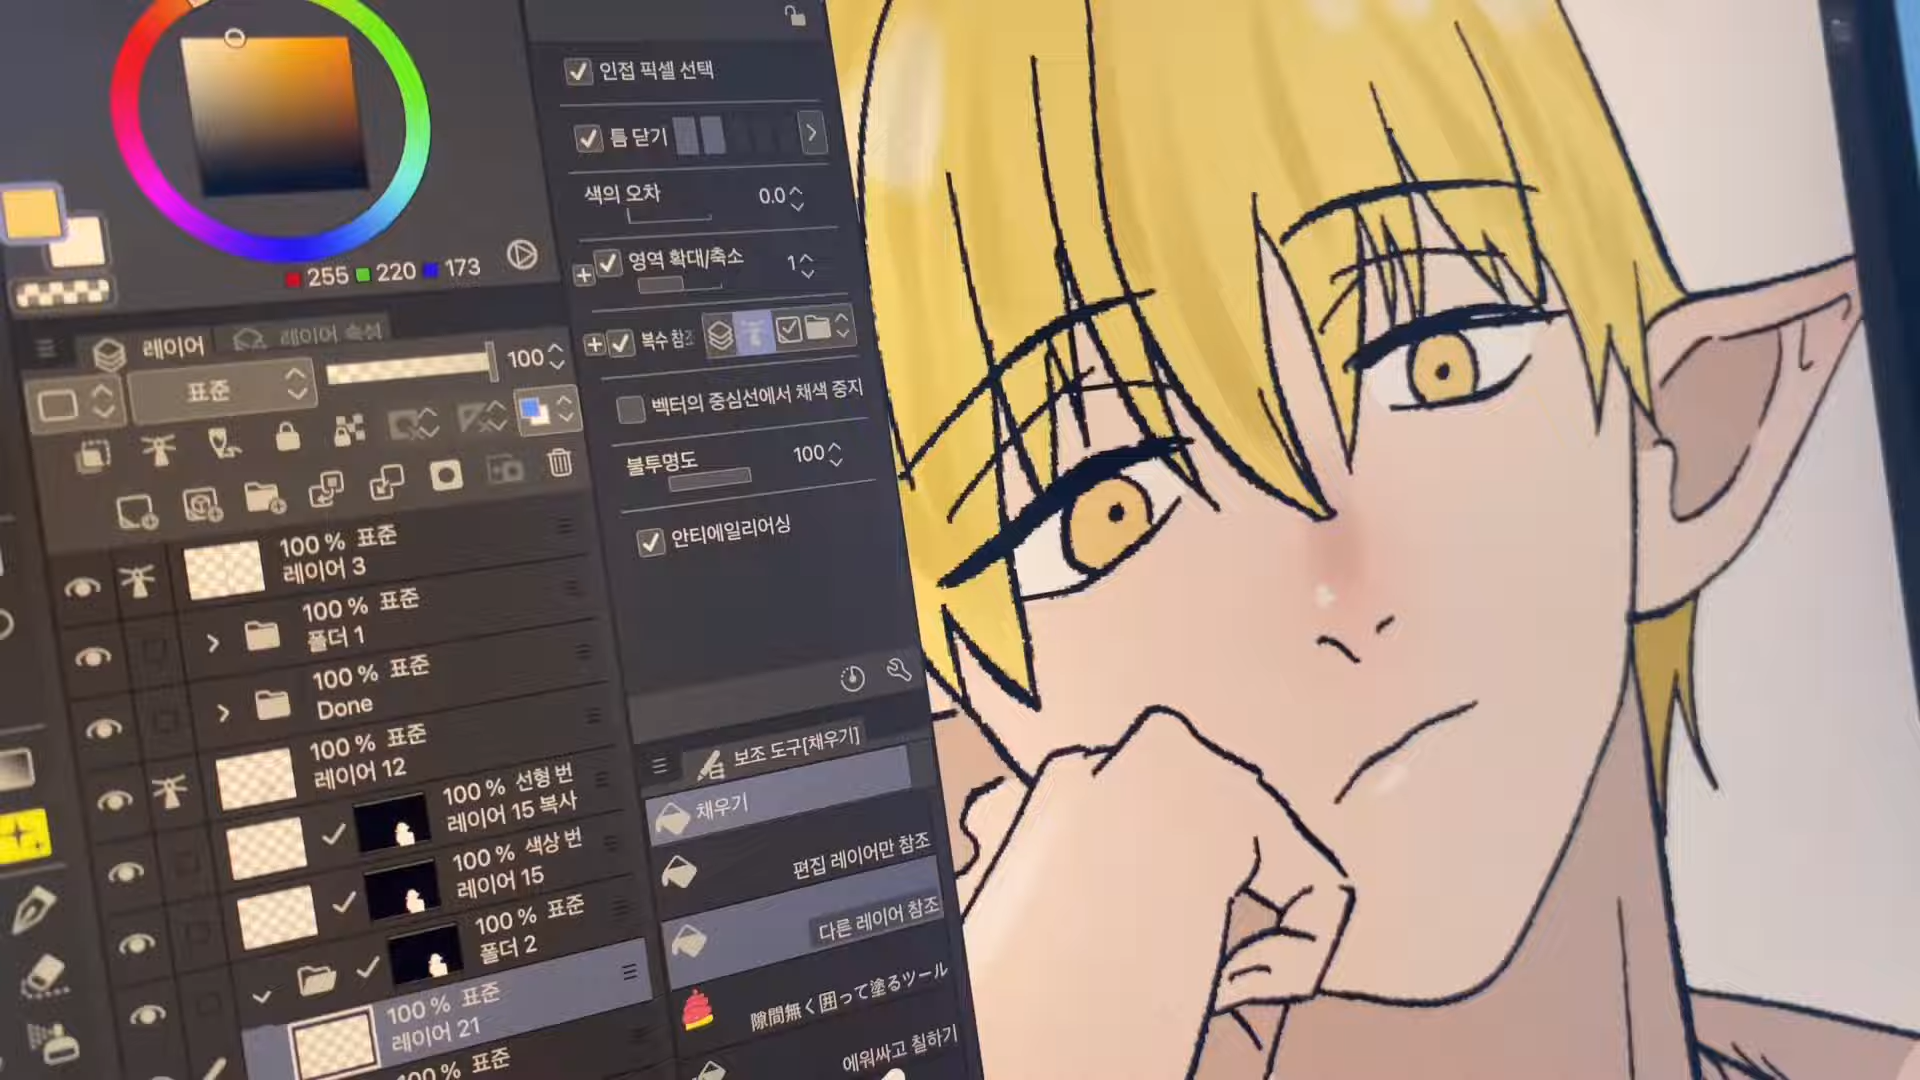 인접 픽셀 선택
틈 닫기
색의 오차 0.0
영역 확대/축소 1
복수 참조
벡터의 중심선에서 채색 중지
불투명도 100
안티에일리어싱
255 220 173
레이어 레이어 속성
표준 100
100 % 표준
레이어 3
100 % 표준
폴더 1
100 % 표준
Done
100 % 표준
레이어 12
100 % 선형 번
레이어 15 복사
100 % 색상 번
레이어 15
100 % 표준
폴더 2
100 % 표준
레이어 21
100 % 표준
보조 도구[채우기]
채우기
편집 레이어만 참조
다른 레이어 참조
隙間無く囲って塗るツール
에워싸고 칠하기